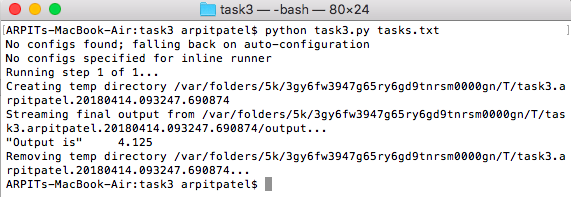 task3 — -bash — 80×24
[ARPITs-MacBook-Air:task3 arpitpatel$ python task3.py tasks.txt ]
No configs found; falling back on auto-configuration
No configs specified for inline runner
Running step 1 of 1...
Creating temp directory /var/folders/5k/3gy6fw3947g65ry6gd9tnrsm0000gn/T/task3.a
rpitpatel.20180414.093247.690874
Streaming final output from /var/folders/5k/3gy6fw3947g65ry6gd9tnrsm0000gn/T/tas
k3.arpitpatel.20180414.093247.690874/output...
"Output is"     4.125
Removing temp directory /var/folders/5k/3gy6fw3947g65ry6gd9tnrsm0000gn/T/task3.a
rpitpatel.20180414.093247.690874...
ARPITs-MacBook-Air:task3 arpitpatel$